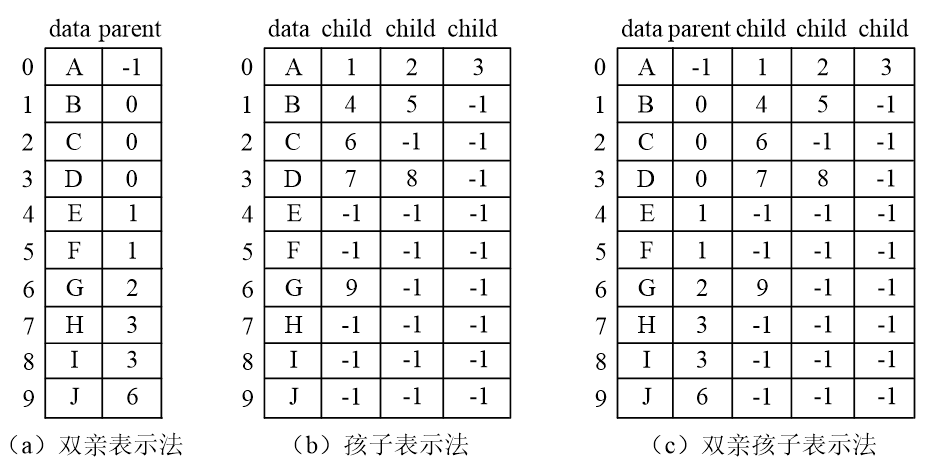 data parent data child child child data parent child child child
0 A -1 0 A 1 2 3 0 A -1 1 2 3
1 B 0 1 B 4 5 -1 1 B 0 4 5 -1
2 C 0 2 C 6 -1 -1 2 C 0 6 -1 -1
3 D 0 3 D 7 8 -1 3 D 0 7 8 -1
4 E 1 4 E -1 -1 -1 4 E 1 -1 -1 -1
5 F 1 5 F -1 -1 -1 5 F 1 -1 -1 -1
6 G 2 6 G 9 -1 -1 6 G 2 9 -1 -1
7 H 3 7 H -1 -1 -1 7 H 3 -1 -1 -1
8 I 3 8 I -1 -1 -1 8 I 3 -1 -1 -1
9 J 6 9 J -1 -1 -1 9 J 6 -1 -1 -1
（a）双亲表示法 （b）孩子表示法 （c）双亲孩子表示法